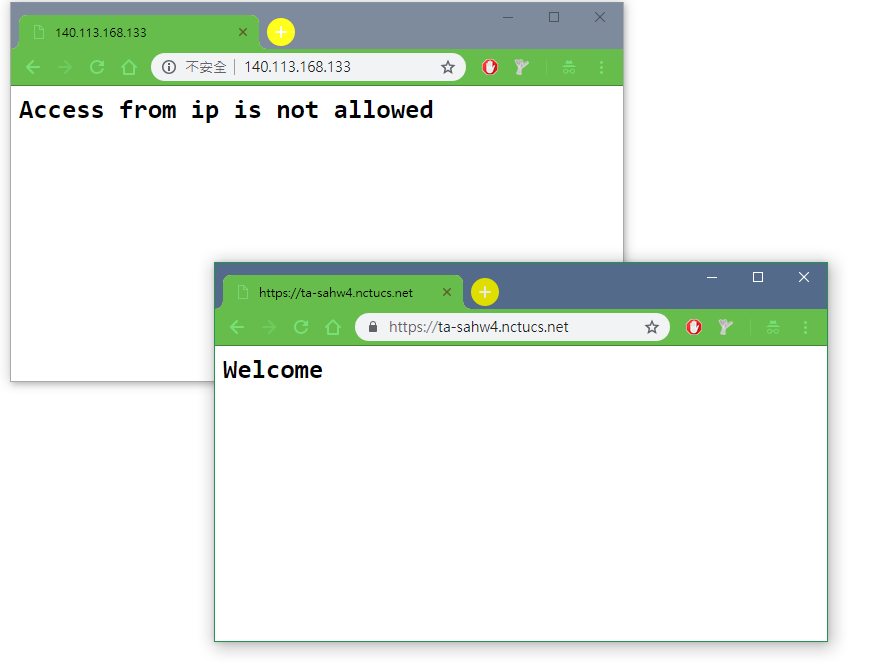 140.113.168.133
不安全 140.113.168.133
Access from ip is not allowed
https://ta-sahw4.nctucs.net
https://ta-sahw4.nctucs.net
Welcome